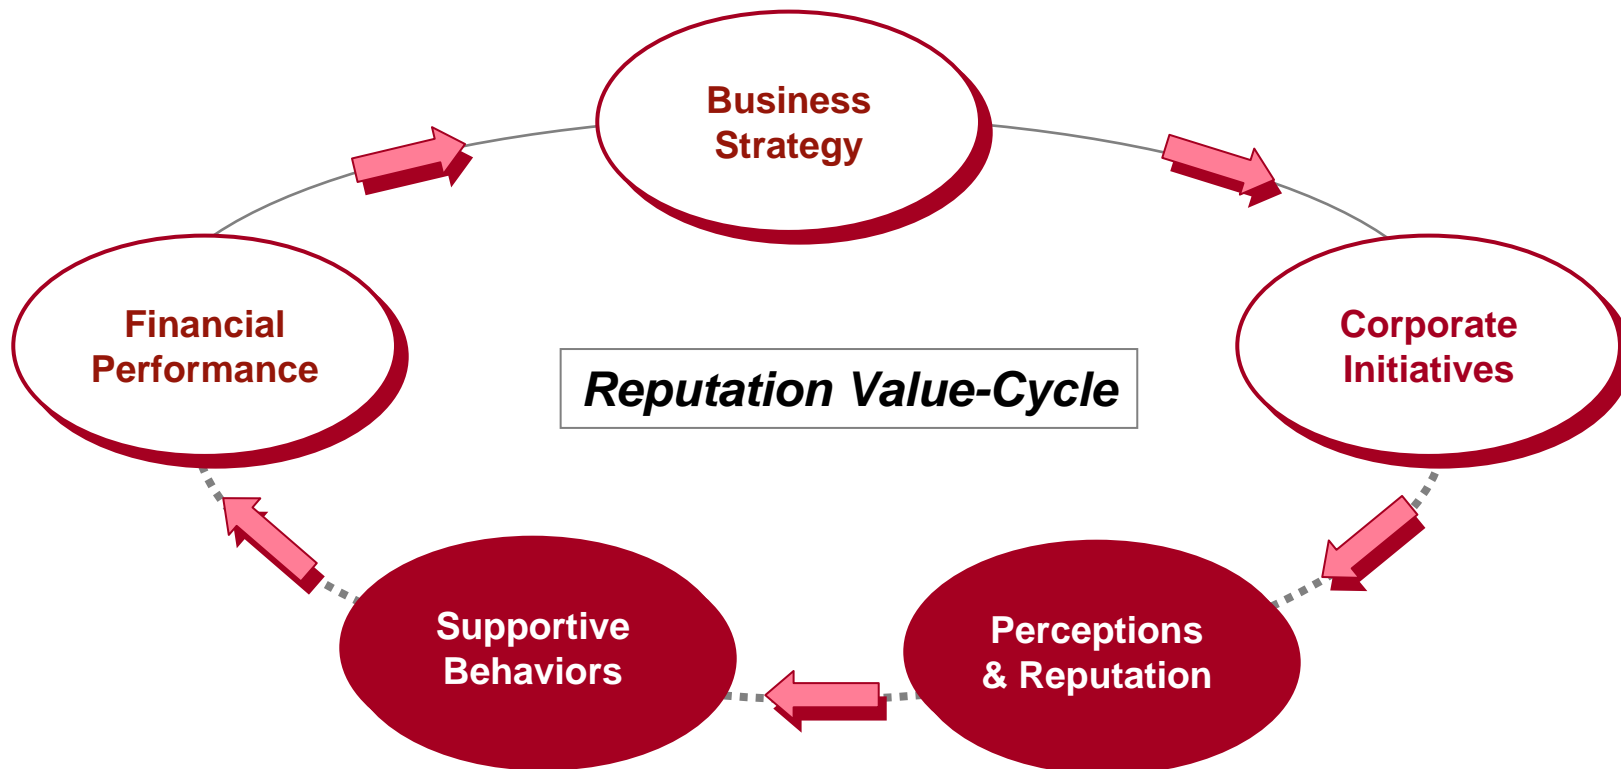 Business
Strategy
Financial
Performance
Corporate
Initiatives
Reputation Value-Cycle
Supportive
Behaviors
Perceptions
& Reputation